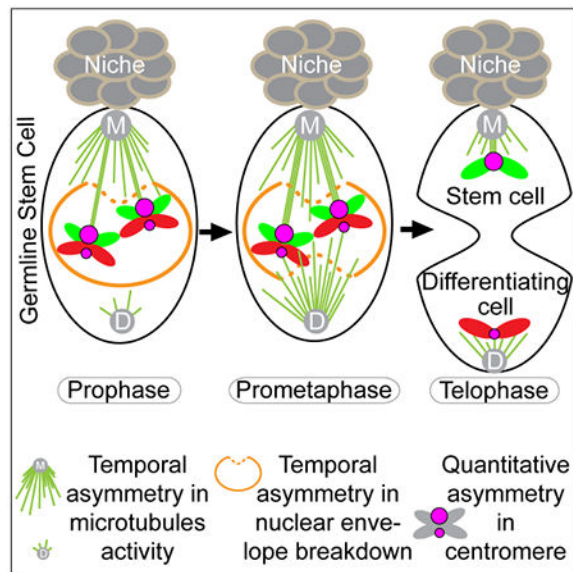 Niche
Niche
Niche
M
M
M
Germline Stem Cell
Stem cell
Differentiating
cell
D
D
D
Prophase
Prometaphase
Telophase
M
D
Temporal
asymmetry in
microtubules
activity
Temporal
asymmetry in
nuclear enve-
lope breakdown
Quantitative
asymmetry
in
centromere